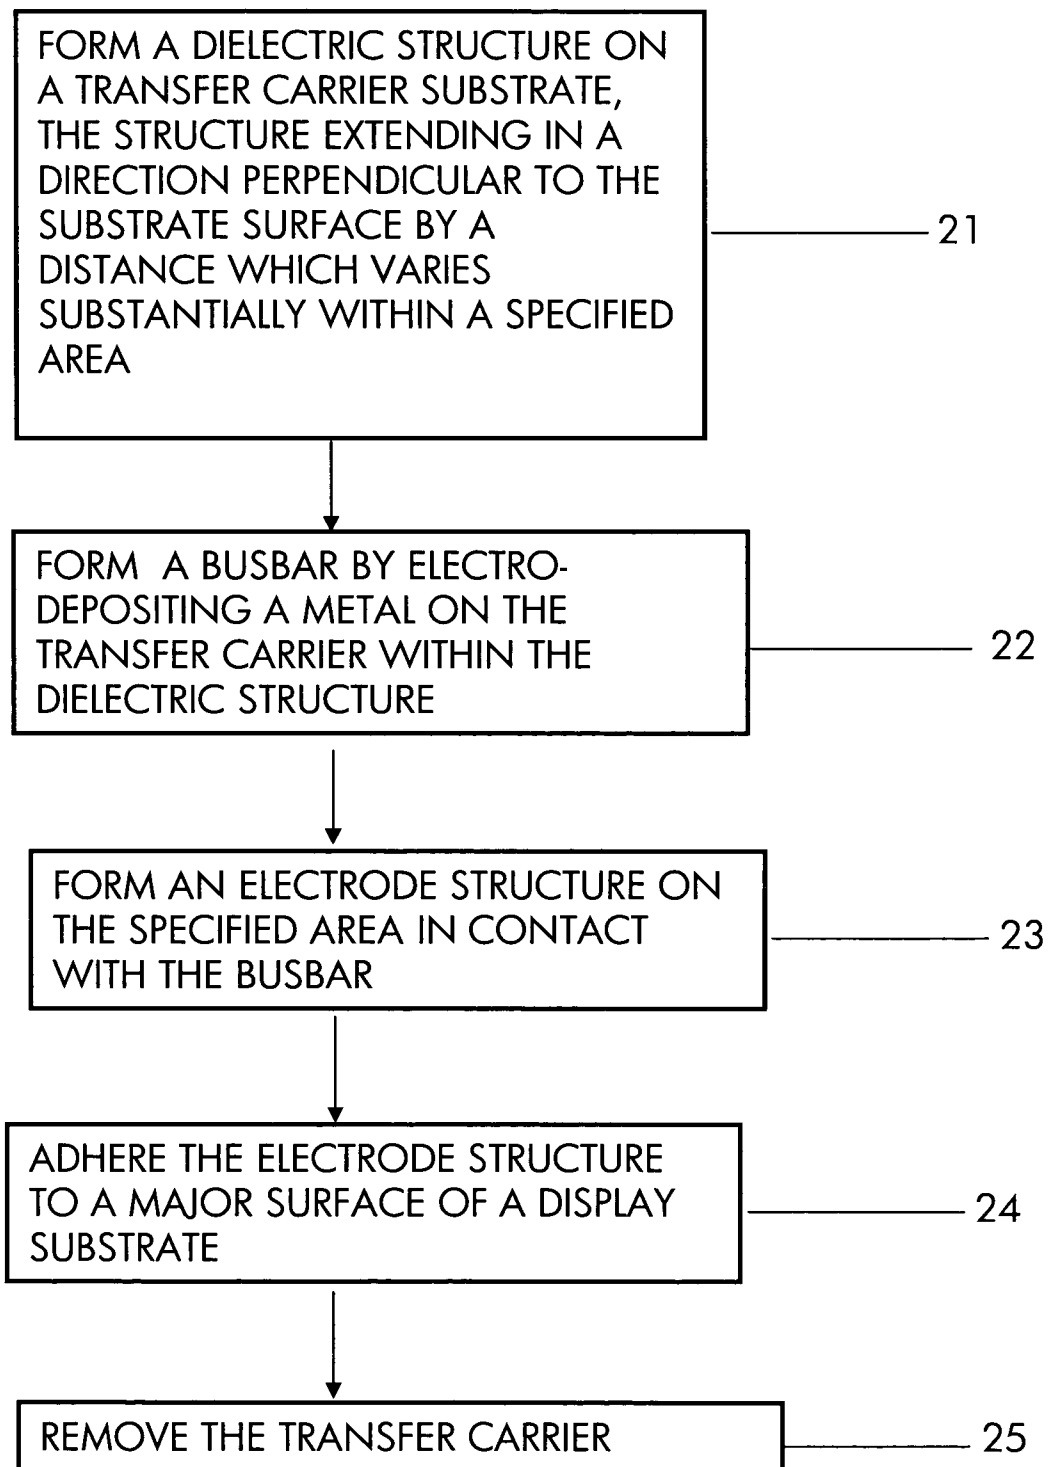 FORM A DIELECTRIC STRUCTURE ON
A TRANSFER CARRIER SUBSTRATE,
THE STRUCTURE EXTENDING IN A
DIRECTION PERPENDICULAR TO THE
SUBSTRATE SURFACE BY A
DISTANCE WHICH VARIES
SUBSTANTIALLY WITHIN A SPECIFIED
AREA
21
FORM A BUSBAR BY ELECTRO-
DEPOSITING A METAL ON THE
TRANSFER CARRIER WITHIN THE
DIELECTRIC STRUCTURE
22
FORM AN ELECTRODE STRUCTURE ON
THE SPECIFIED AREA IN CONTACT
WITH THE BUSBAR
23
ADHERE THE ELECTRODE STRUCTURE
TO A MAJOR SURFACE OF A DISPLAY
SUBSTRATE
24
REMOVE THE TRANSFER CARRIER
25